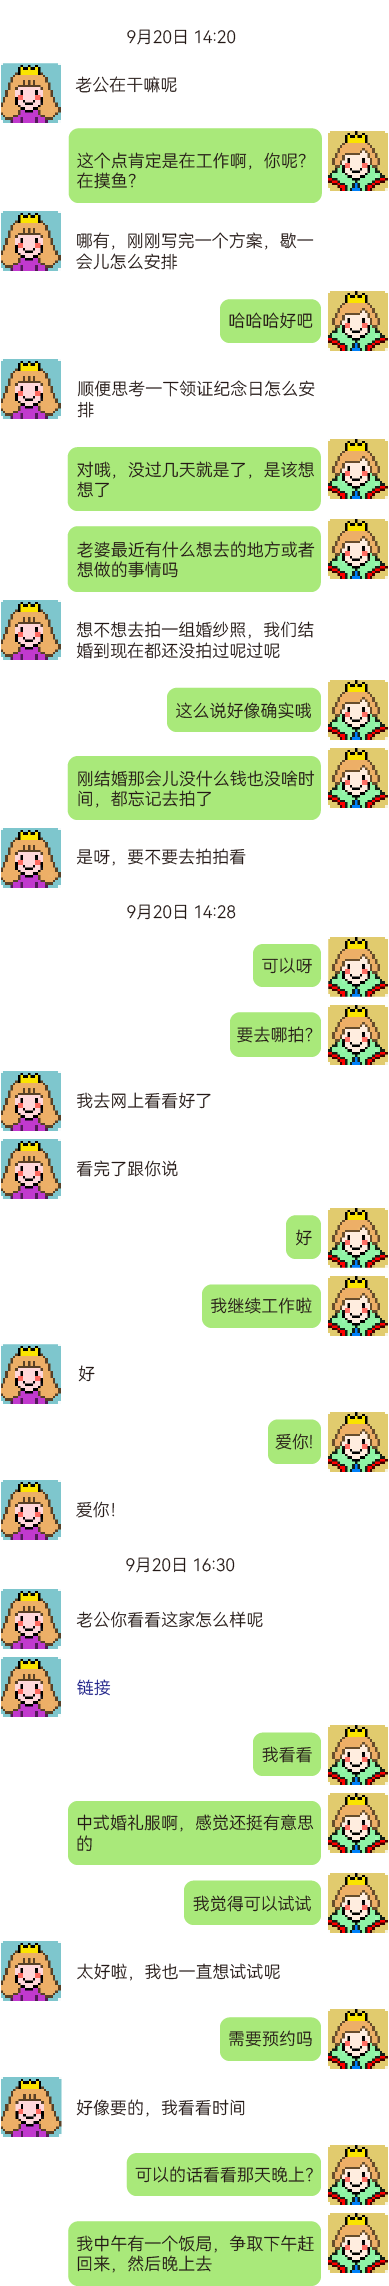 9月20日 14:20
老公在干嘛呢
这个点肯定是在工作啊，你呢？
在摸鱼？
哪有，刚刚写完一个方案，歇一
会儿怎么安排
哈哈哈好吧
顺便思考一下领证纪念日怎么安
排
对哦，没过几天就是了，是该想
想了
老婆最近有什么想去的地方或者
想做的事情吗
想不想去拍一组婚纱照，我们结
婚到现在都还没拍过呢过呢
这么说好像确实哦
刚结婚那会儿没什么钱也没啥时
间，都忘记去拍了
是呀，要不要去拍拍看
9月20日 14:28
可以呀
要去哪拍？
我去网上看看好了
看完了跟你说
好
我继续工作啦
好
爱你！
爱你！
9月20日 16:30
老公你看看这家怎么样呢
链接
我看看
中式婚礼服啊，感觉还挺有意思
的
我觉得可以试试
太好啦，我也一直想试试呢
需要预约吗
好像要的，我看看时间
可以的话看看那天晚上？
我中午有一个饭局，争取下午赶
回来，然后晚上去